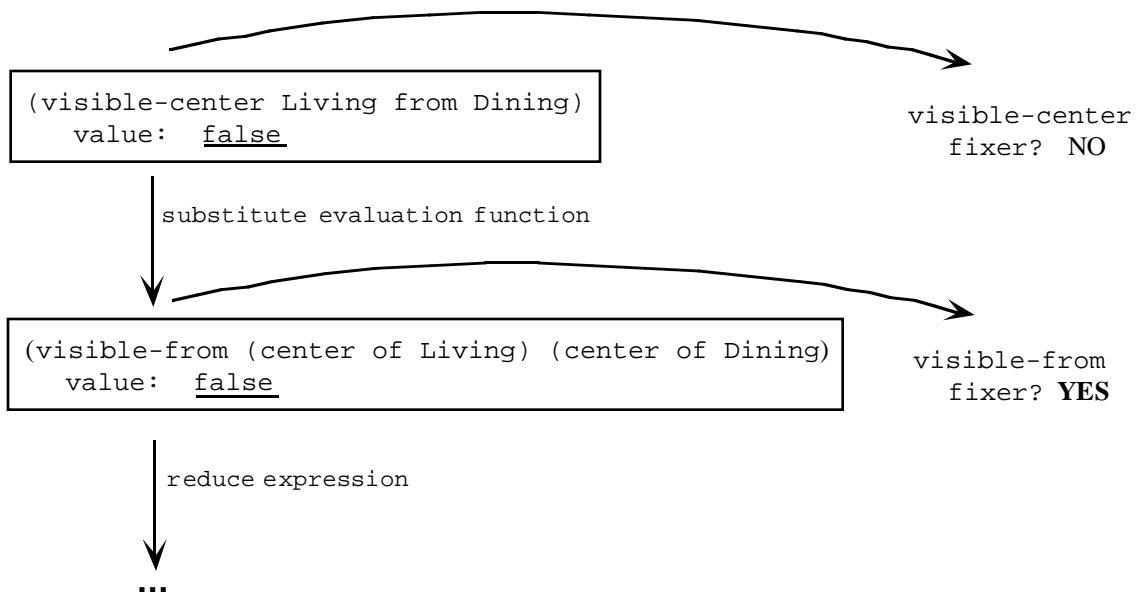 (visible-center Living from Dining)
value: false
visible-center
fixer? NO
substitute evaluation function
(visible-from (center of Living) (center of Dining)
value: false
visible-from
fixer? YES
reduce expression
...